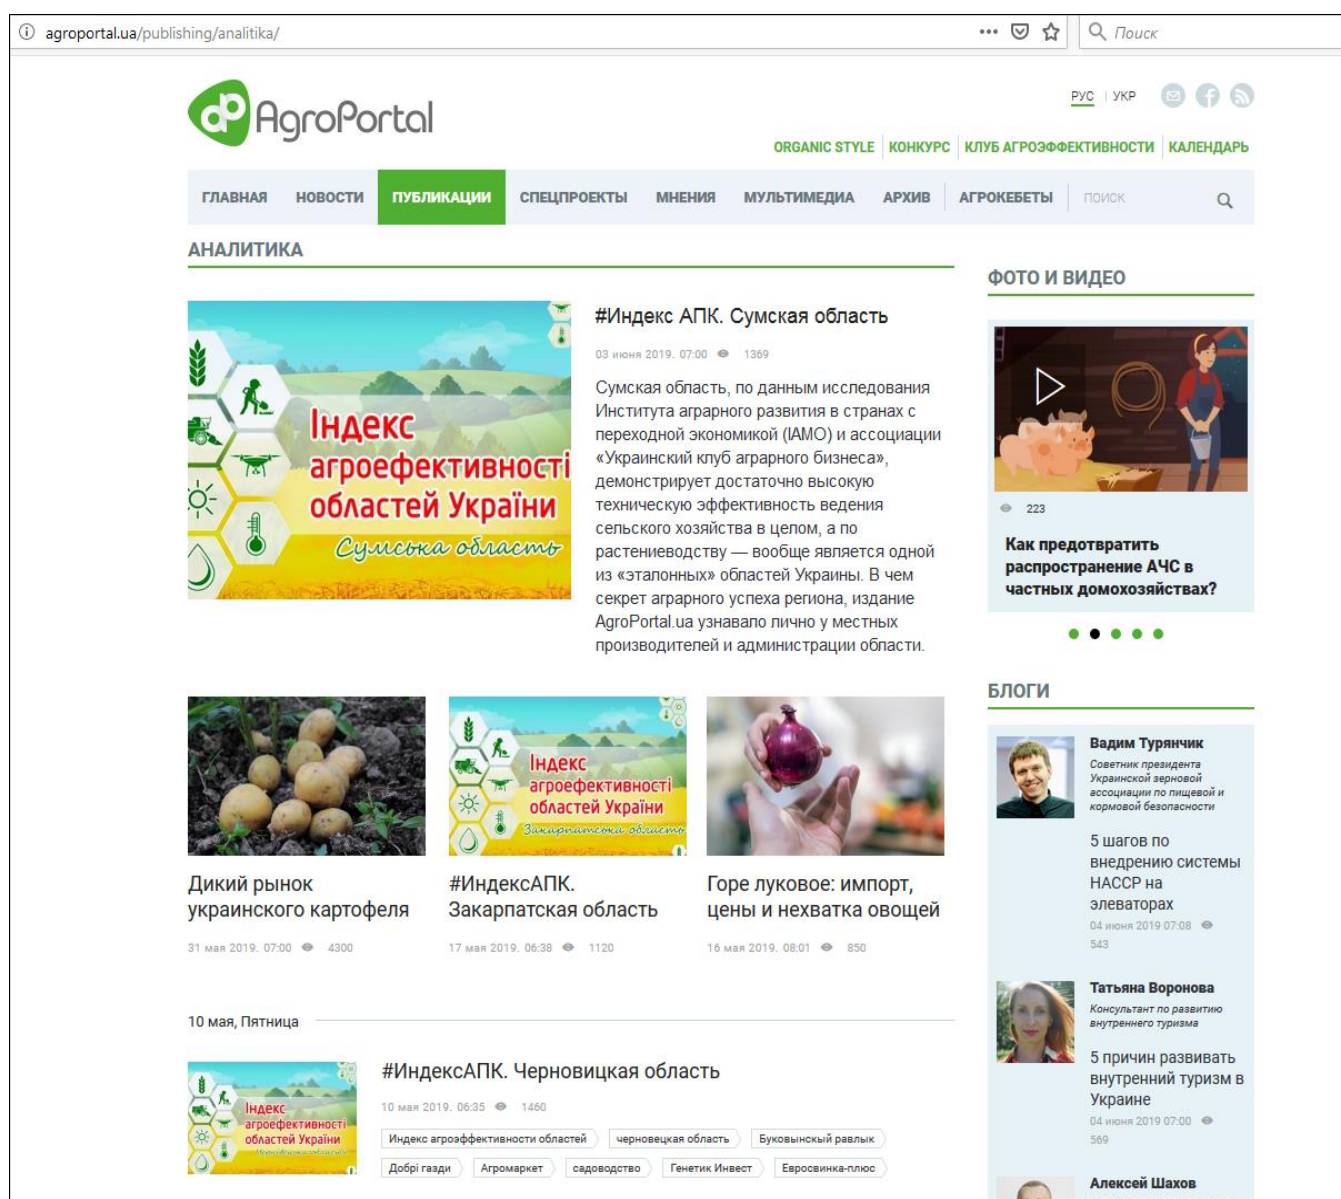 agroportal.ua/publishing/analitika/
Поиск
AgroPortal
РУС | УКР
ORGANIC STYLE | КОНКУРС | КЛУБ АГРОЭФФЕКТИВНОСТИ | КАЛЕНДАРЬ
ГЛАВНАЯ НОВОСТИ ПУБЛИКАЦИИ СПЕЦПРОЕКТЫ МНЕНИЯ МУЛЬТИМЕДИА АРХИВ АГРОКЕБЕТЫ ПОИСК
АНАЛИТИКА
Індекс
агроефективності
областей України
Сумська область
#Индекс АПК. Сумская область
03 июня 2019. 07:00 1369
Сумская область, по данным исследования
Института аграрного развития в странах с
переходной экономикой (IAMO) и ассоциации
«Украинский клуб аграрного бизнеса»,
демонстрирует достаточно высокую
техническую эффективность ведения
сельского хозяйства в целом, а по
растениеводству — вообще является одной
из «эталонных» областей Украины. В чем
секрет аграрного успеха региона, издание
AgroPortal.ua узнавало лично у местных
производителей и администрации области.
Дикий рынок
украинского картофеля
31 мая 2019. 07:00 4300
Індекс
агроефективності
областей України
Закарпатська область
#ИндексАПК.
Закарпатская область
17 мая 2019. 06:38 1120
Горе луковое: импорт,
цены и нехватка овощей
16 мая 2019. 08:01 850
10 мая, Пятница
Індекс
агроефективності
областей України
#ИндексАПК. Черновицкая область
10 мая 2019. 06:35 1460
Индекс агроэффективности областей черновецкая область Буковынскый равлык
Добрі газди Агромаркет садоводство Генетик Инвест Евросвинка-плюс
ФОТО И ВИДЕО
223
Как предотвратить
распространение АЧС в
частных домохозяйствах?
БЛОГИ
Вадим Турянчик
Советник президента
Украинской зерновой
ассоциации по пищевой и
кормовой безопасности
5 шагов по
внедрению системы
НАССР на
элеваторах
04 июня 2019 07:08
543
Татьяна Воронова
Консультант по развитию
внутреннего туризма
5 причин развивать
внутренний туризм в
Украине
04 июня 2019 07:00
569
Алексей Шахов